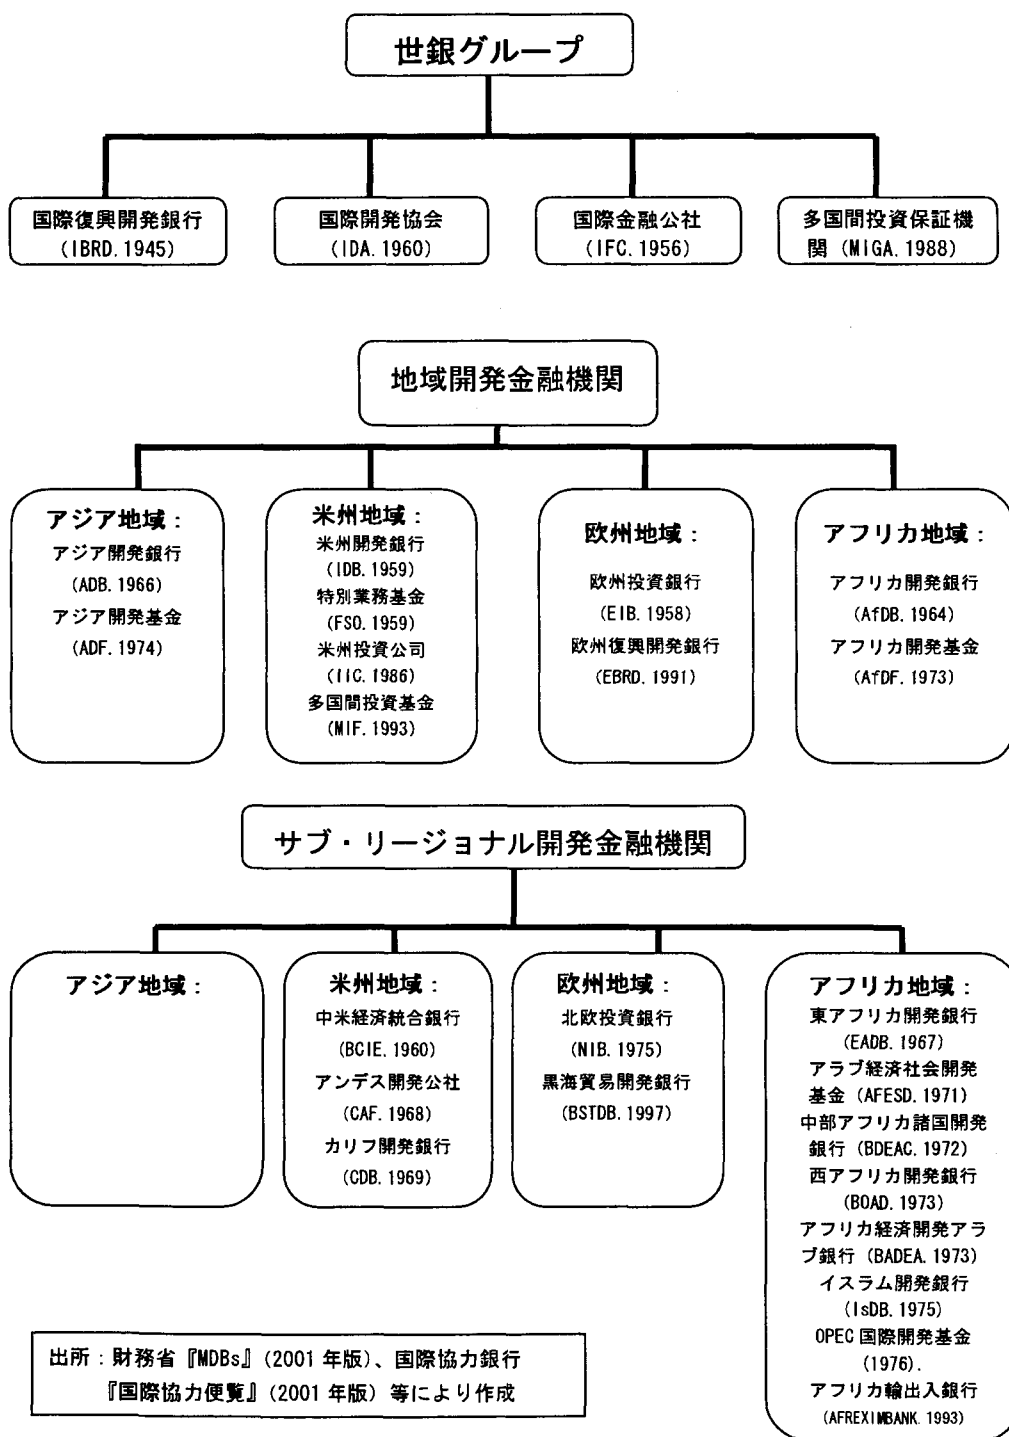 世銀グループ
国際復興開発銀行
(IBRD. 1945)
国際開発協会
(IDA. 1960)
国際金融公社
(IFC. 1956)
多国間投資保証機
関 (MIGA. 1988)
地域開発金融機関
アジア地域：
アジア開発銀行
(ADB. 1966)
アジア開発基金
(ADF. 1974)
米州地域：
米州開発銀行
(IDB. 1959)
特別業務基金
(FSO. 1959)
米州投資公司
(IIC. 1986)
多国間投資基金
(MIF. 1993)
欧州地域：
欧州投資銀行
(EIB. 1958)
欧州復興開発銀行
(EBRD. 1991)
アフリカ地域：
アフリカ開発銀行
(AfDB. 1964)
アフリカ開発基金
(AfDF. 1973)
サブ・リージョナル開発金融機関
アジア地域：
米州地域：
中米経済統合銀行
(BCIE. 1960)
アンデス開発公社
(CAF. 1968)
カリフ開発銀行
(CDB. 1969)
欧州地域：
北欧投資銀行
(NIB. 1975)
黒海貿易開発銀行
(BSTDB. 1997)
アフリカ地域：
東アフリカ開発銀行
(EADB. 1967)
アラブ経済社会開発
基金 (AFESD. 1971)
中部アフリカ諸国開発
銀行 (BDEAC. 1972)
西アフリカ開発銀行
(BOAD. 1973)
アフリカ経済開発アラ
ブ銀行 (BADEA. 1973)
イスラム開発銀行
(IsDB. 1975)
OPEC 国際開発基金
(1976).
アフリカ輸出入銀行
(AFREXIMBANK. 1993)
出所：財務省『MDBs』(2001 年版)、国際協力銀行
『国際協力便覧』(2001 年版) 等により作成